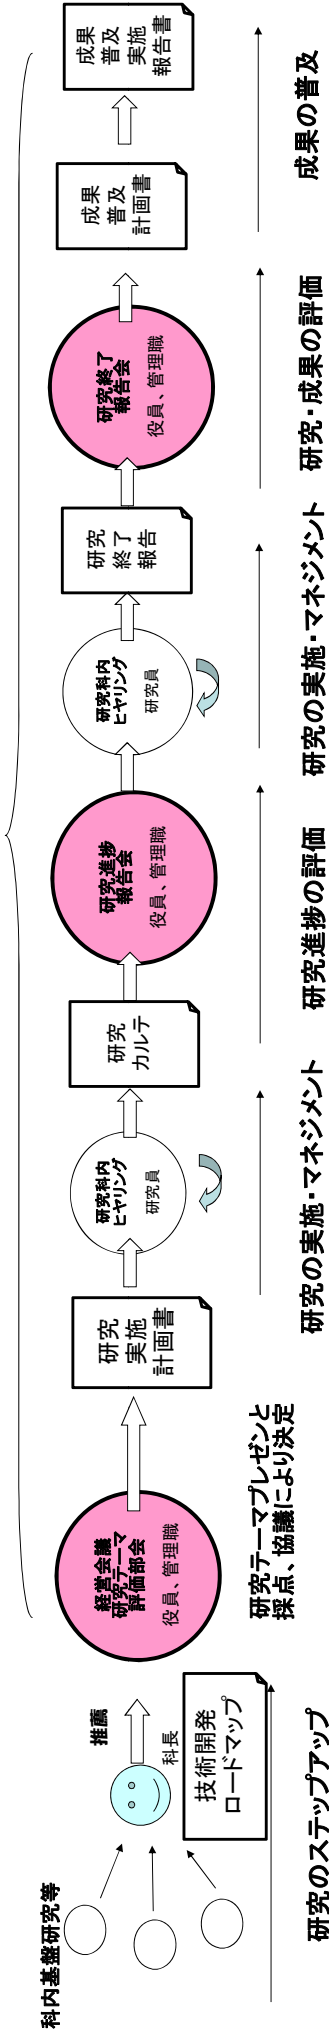 科内基盤研究等
推薦
科長
技術開発
ロードマップ
研究のステップアップ
経営会議
研究テーマ
評価部会
役員、管理職
研究テーマプレゼンと
採点、協議により決定
研究
実施
計画書
研究科内
ヒヤリング
研究員
研究の実施・マネジメント
研究
カルテ
研究進捗
報告会
役員、管理職
研究進捗の評価
研究科内
ヒヤリング
研究員
研究の実施・マネジメント
研究
終了
報告
研究終了
報告会
役員、管理職
研究・成果の評価
成果
普及
計画書
成果
普及
実施
報告書
成果の普及